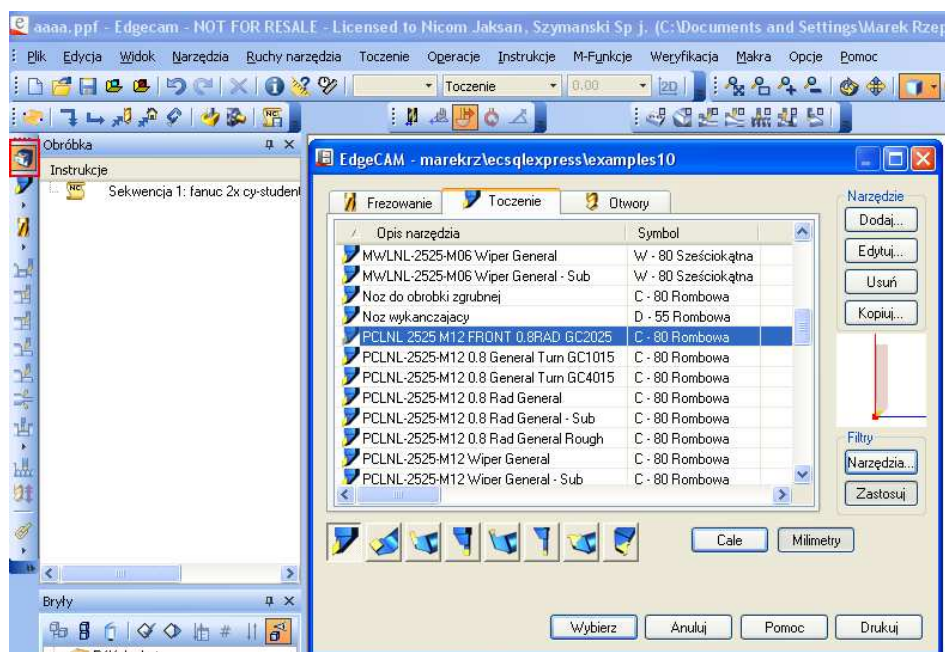 aaaa.ppf - Edgecam - NOT FOR RESALE - Licensed to Nicom Jaksan, Szymanski Sp j. (C:\Documents and Settings\Marek Rzep
Plik Edycja Widok Narzędzia Ruchy narzędzia Toczenie Operacje Instrukcje M-Funkcje Weryfikacja Makra Opcje Pomoc
Toczenie 0.00 2D
Obróbka
Instrukcje
Sekwencja 1: fanuc 2x cy-student
EdgeCAM - marekrz\ecsqlexpress\examples10
Frezowanie Toczenie Otwory
Opis narzędzia Symbol
MWLNL-2525-M06 Wiper General W - 80 Sześciokątna
MWLNL-2525-M06 Wiper General - Sub W - 80 Sześciokątna
Noz do obrobki zgrubnej C - 80 Rombowa
Noz wykanczajacy D - 55 Rombowa
PCLNL 2525 M12 FRONT 0.8RAD GC2025 C - 80 Rombowa
PCLNL-2525-M12 0.8 General Turn GC1015 C - 80 Rombowa
PCLNL-2525-M12 0.8 General Turn GC4015 C - 80 Rombowa
PCLNL-2525-M12 0.8 Rad General C - 80 Rombowa
PCLNL-2525-M12 0.8 Rad General - Sub C - 80 Rombowa
PCLNL-2525-M12 0.8 Rad General Rough C - 80 Rombowa
PCLNL-2525-M12 Wiper General C - 80 Rombowa
PCLNL-2525-M12 Wiper General - Sub C - 80 Rombowa
Narzędzie
Dodaj...
Edytuj...
Usuń
Kopiuj...
Filtry
Narzędzia...
Zastosuj
Cale Milimetry
Wybierz Anuluj Pomoc Drukuj
Bryły